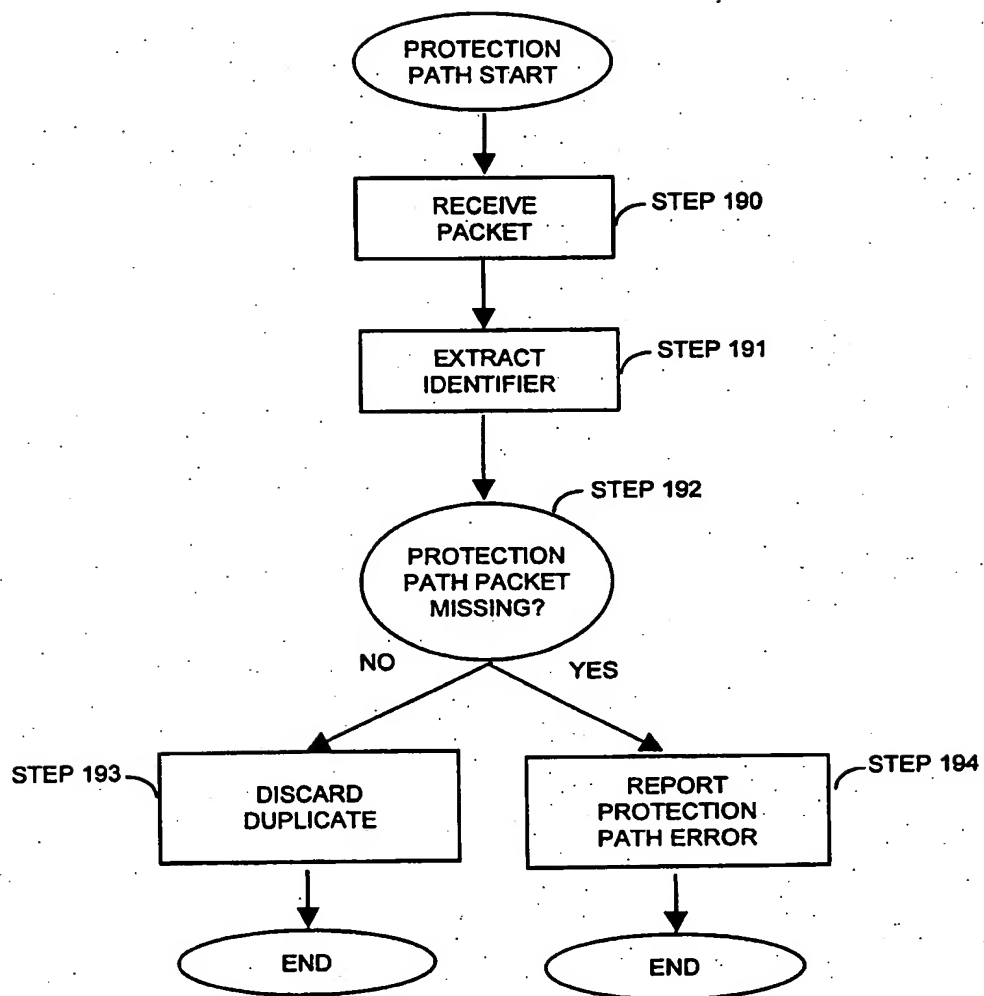 PROTECTION
PATH START
RECEIVE
PACKET
STEP 190
EXTRACT
IDENTIFIER
STEP 191
STEP 192
PROTECTION
PATH PACKET
MISSING?
NO
YES
STEP 193
DISCARD
DUPLICATE
REPORT
PROTECTION
PATH ERROR
STEP 194
END
END